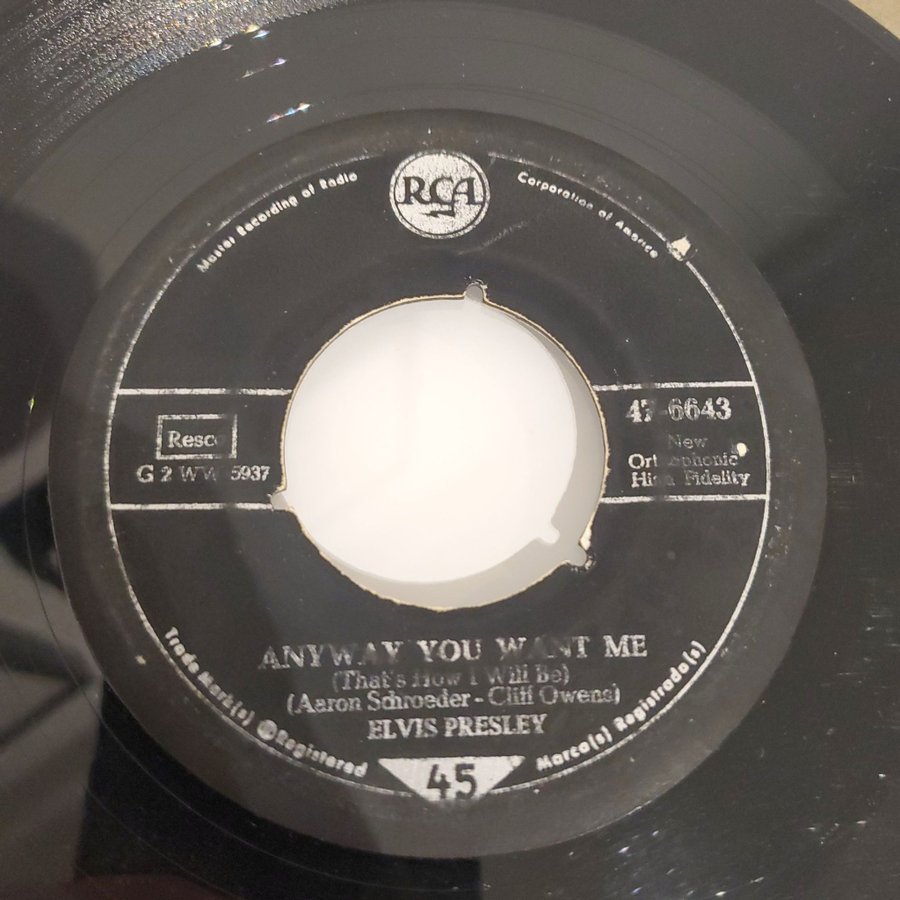 Master Recording of Radio
RCA
Corporation of America
Resco
G 2 WW 5937
47-6643
New
Orthophonic
High Fidelity
ANYWAY YOU WANT ME
(That's How I Will Be)
(Aaron Schroeder - Cliff Owens)
ELVIS PRESLEY
Trade Mark(s) ®Registered
Marca(s) Registrada(s)
45